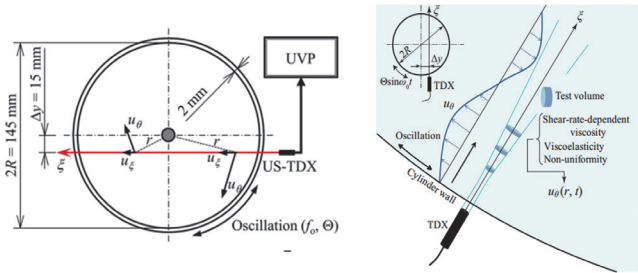 UVP
2 mm
Δy = 15 mm
2R = 145 mm
u_θ
r
r
ξ
u_ξ
u_ξ
US-TDX
u_θ
Oscillation (f_o, Θ)
ξ
2R
Δy
Θsinω_o t
TDX
u_θ
Test volume
Shear-rate-dependent
viscosity
Viscoelasticity
Non-uniformity
Oscillation
u_θ(r, t)
Cylinder wall
TDX
ξ